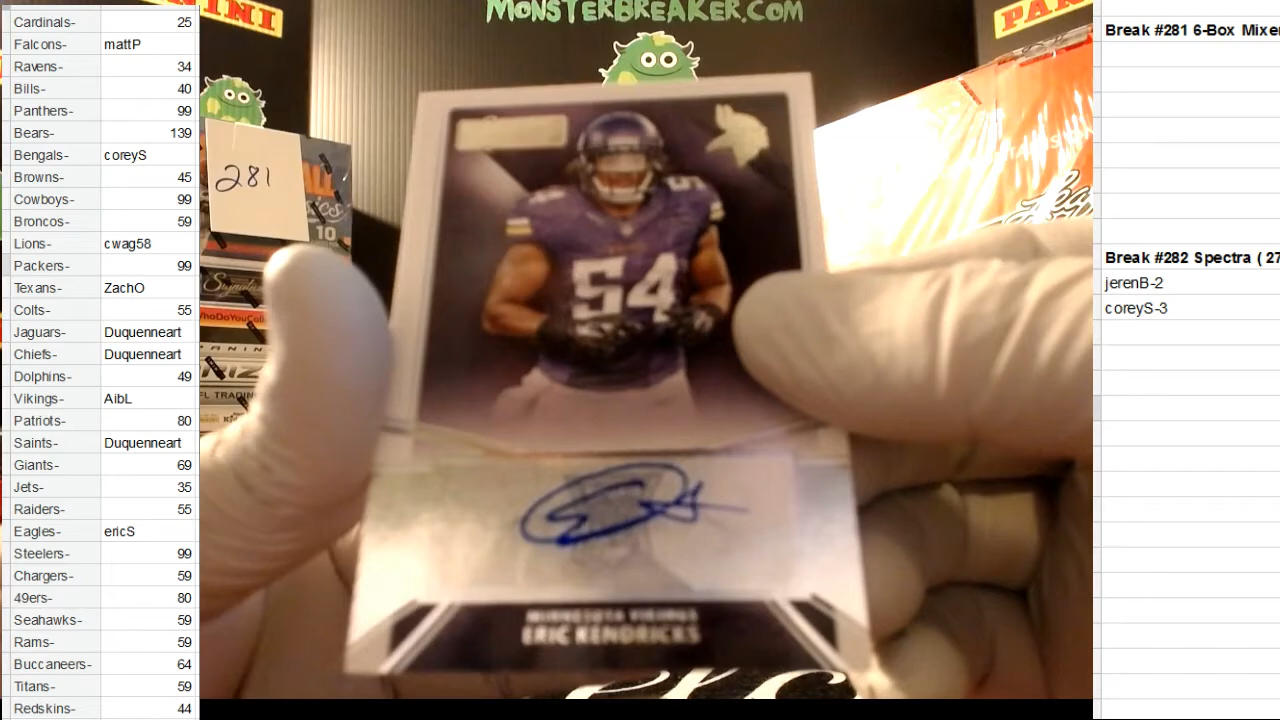 Cardinals- 25
Falcons- mattP
Ravens- 34
Bills- 40
Panthers- 99
Bears- 139
Bengals- coreyS
Browns- 45
Cowboys- 99
Broncos- 59
Lions- cwag58
Packers- 99
Texans- ZachO
Colts- 55
Jaguars- Duquenneart
Chiefs- Duquenneart
Dolphins- 49
Vikings- AibL
Patriots- 80
Saints- Duquenneart
Giants- 69
Jets- 35
Raiders- 55
Eagles- ericS
Steelers- 99
Chargers- 59
49ers- 80
Seahawks- 59
Rams- 59
Buccaneers- 64
Titans- 59
Redskins- 44
MONSTERBREAKER.COM
281
10
54
54
MINNESOTA VIKINGS
ERIC KENDRICKS
Break #281 6-Box Mixer
Break #282 Spectra ( 27
jerenB-2
coreyS-3